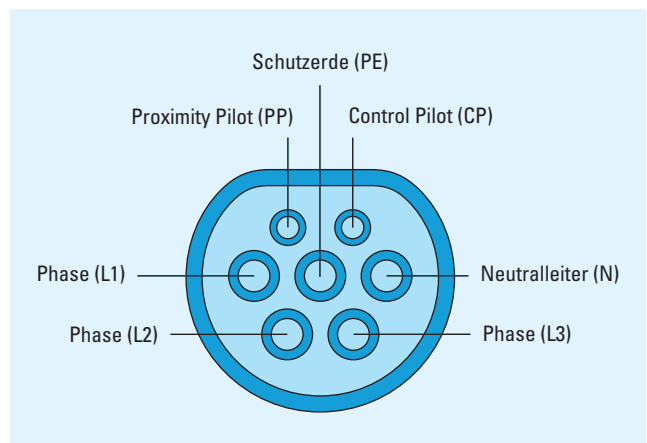 Schutzerde (PE)
Proximity Pilot (PP)
Control Pilot (CP)
Phase (L1)
Neutralleiter (N)
Phase (L2)
Phase (L3)